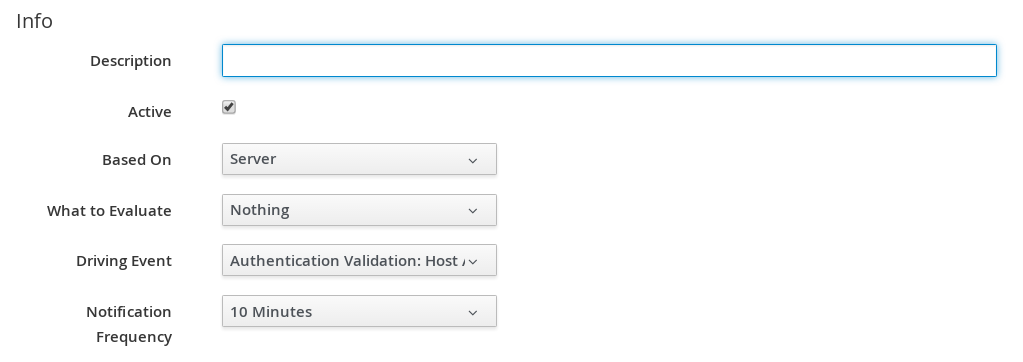 Info
Description
Active
Based On Server
What to Evaluate Nothing
Driving Event Authentication Validation: Host
Notification 10 Minutes
Frequency